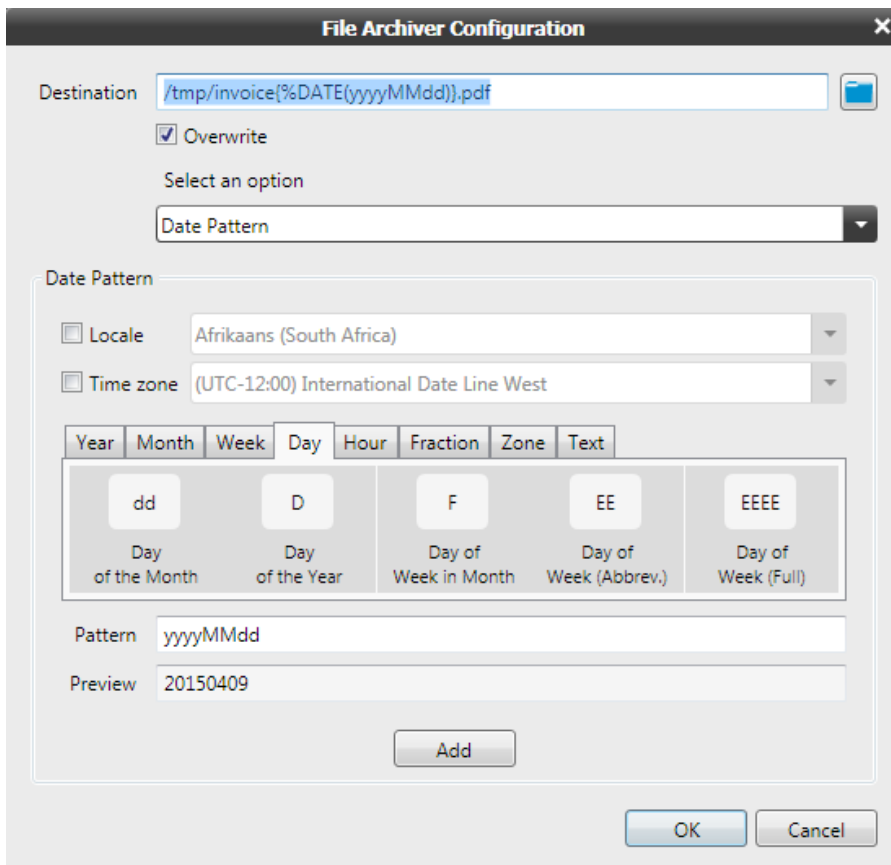 File Archiver Configuration
Destination /tmp/invoice{%DATE(yyyyMMdd)}.pdf
Overwrite
Select an option
Date Pattern
Date Pattern
Locale Afrikaans (South Africa)
Time zone (UTC-12:00) International Date Line West
Year Month Week Day Hour Fraction Zone Text
dd D F EE EEEE
Day Day Day of Day of Day of
of the Month of the Year Week in Month Week (Abbrev.) Week (Full)
Pattern yyyyMMdd
Preview 20150409
Add
OK Cancel